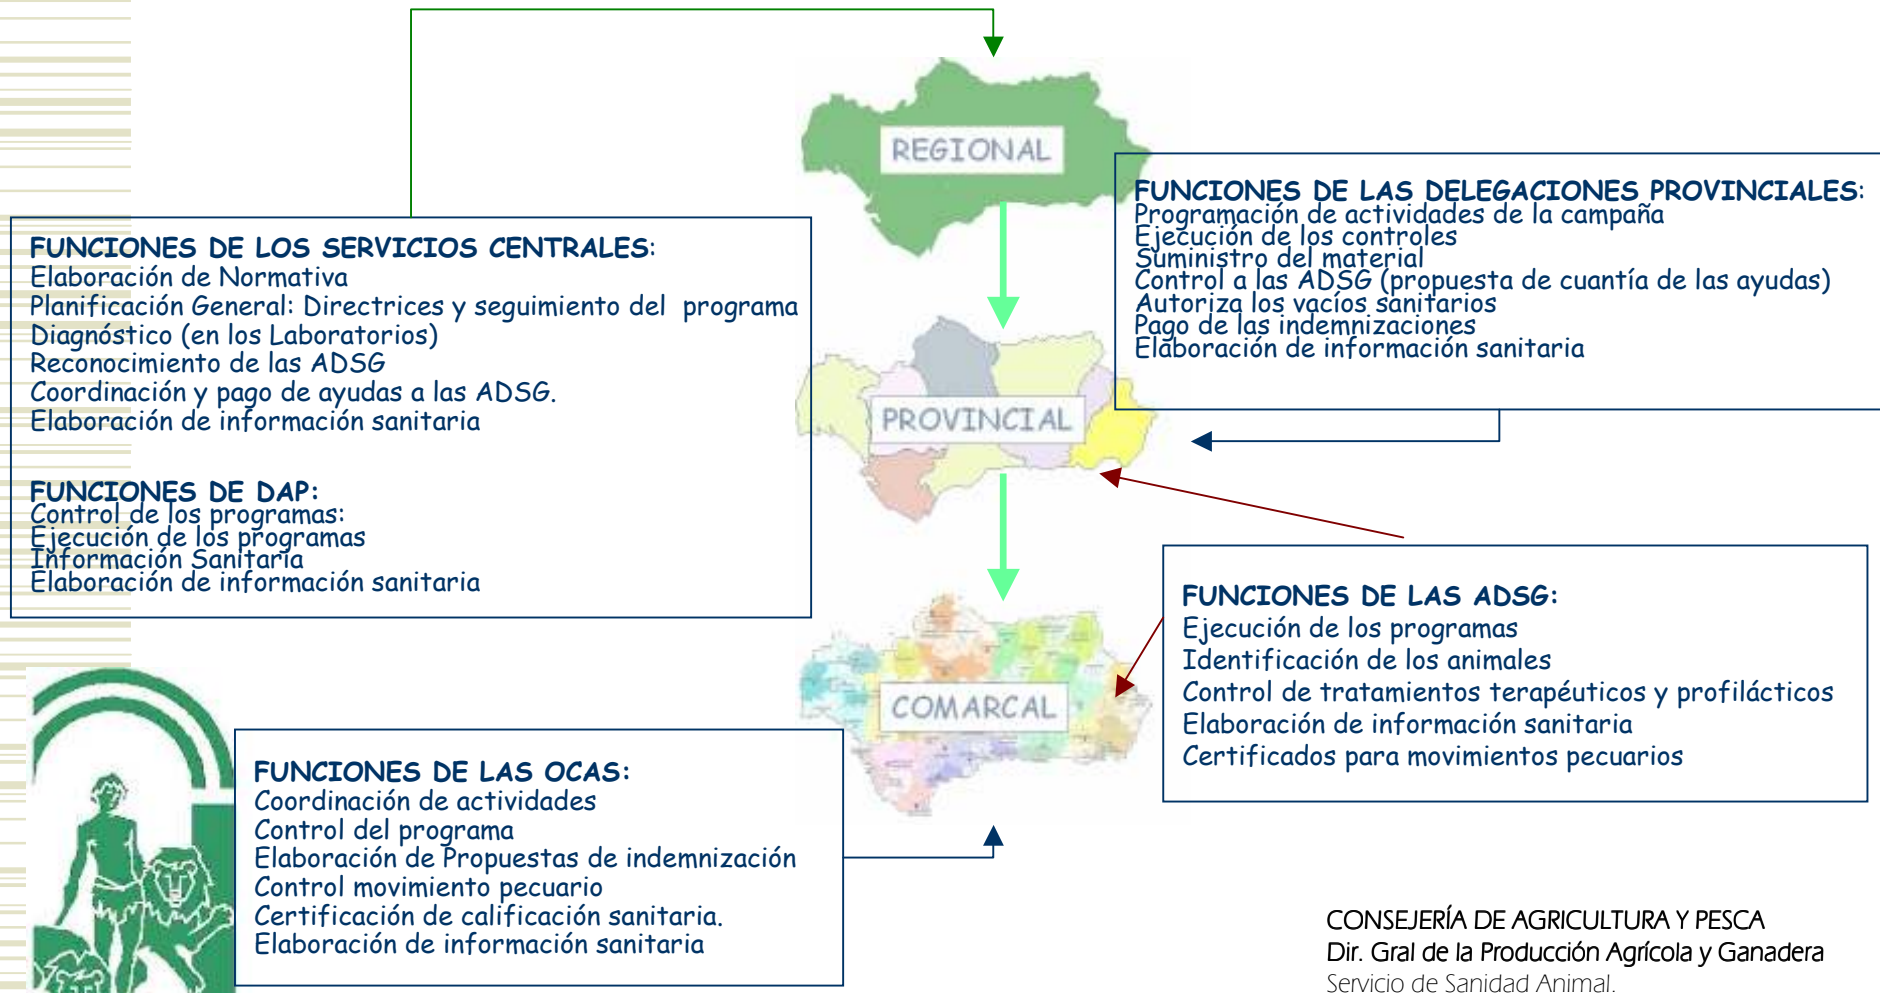 REGIONAL
FUNCIONES DE LAS DELEGACIONES PROVINCIALES:
Programación de actividades de la campaña
Ejecución de los controles
Suministro del material
Control a las ADSG (propuesta de cuantía de las ayudas)
Autoriza los vacíos sanitarios
Pago de las indemnizaciones
Elaboración de información sanitaria
FUNCIONES DE LOS SERVICIOS CENTRALES:
Elaboración de Normativa
Planificación General: Directrices y seguimiento del programa
Diagnóstico (en los Laboratorios)
Reconocimiento de las ADSG
Coordinación y pago de ayudas a las ADSG.
Elaboración de información sanitaria
FUNCIONES DE DAP:
Control de los programas:
Ejecución de los programas
Información Sanitaria
Elaboración de información sanitaria
PROVINCIAL
FUNCIONES DE LAS ADSG:
Ejecución de los programas
Identificación de los animales
Control de tratamientos terapéuticos y profilácticos
Elaboración de información sanitaria
Certificados para movimientos pecuarios
COMARCAL
FUNCIONES DE LAS OCAS:
Coordinación de actividades
Control del programa
Elaboración de Propuestas de indemnización
Control movimiento pecuario
Certificación de calificación sanitaria.
Elaboración de información sanitaria
CONSEJERÍA DE AGRICULTURA Y PESCA
Dir. Gral de la Producción Agrícola y Ganadera
Servicio de Sanidad Animal.